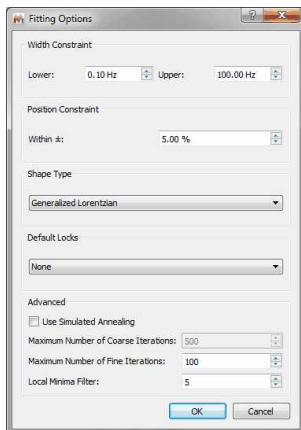 Fitting Options
Width Constraint
Lower: 0.10 Hz Upper: 100.00 Hz
Position Constraint
Within ±: 5.00 %
Shape Type
Generalized Lorentzian
Default Locks
None
Advanced
Use Simulated Annealing
Maximum Number of Coarse Iterations: 500
Maximum Number of Fine Iterations: 100
Local Minima Filter: 5
OK Cancel